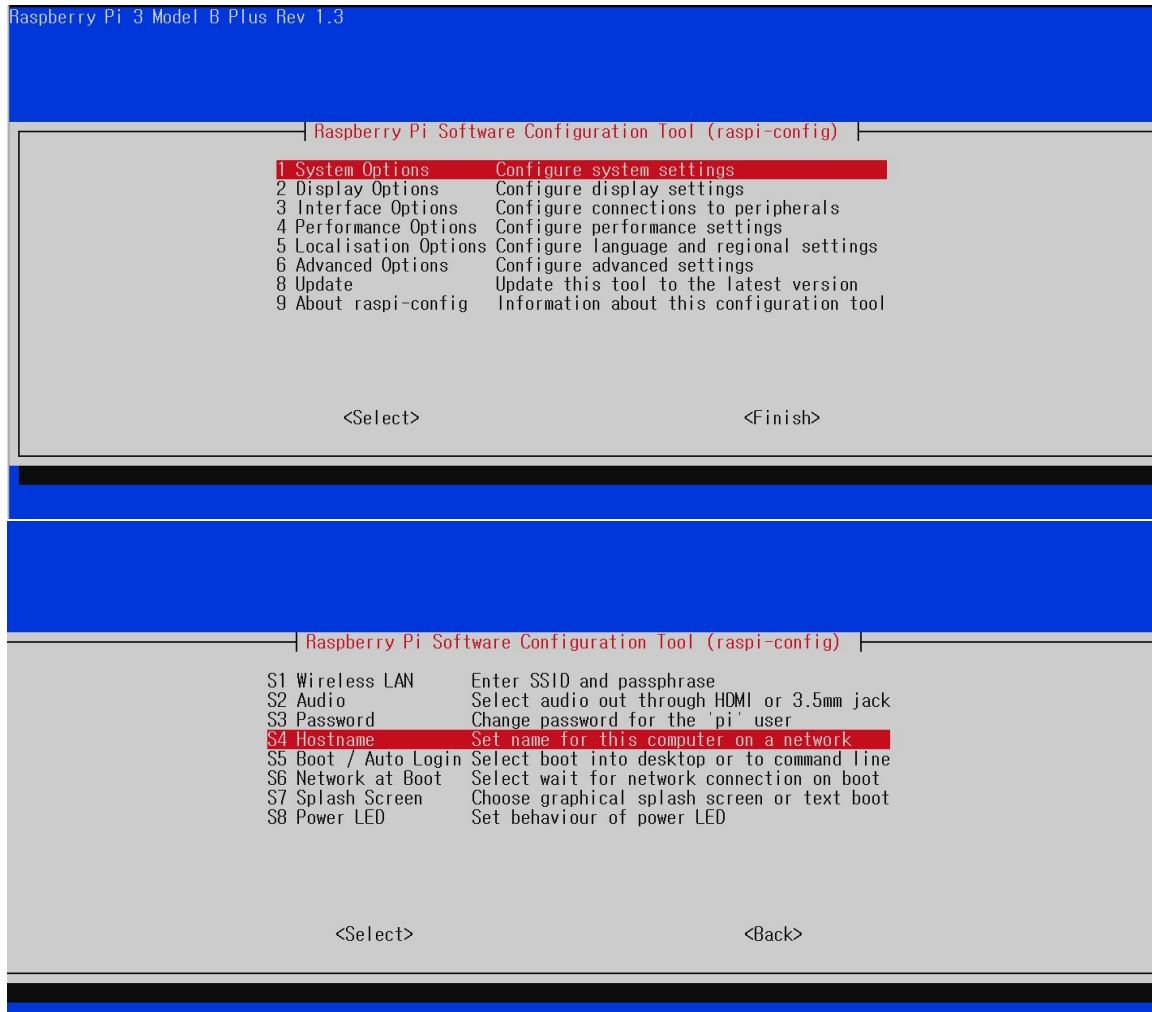 Raspberry Pi 3 Model B Plus Rev 1.3
Raspberry Pi Software Configuration Tool (raspi-config)
1 System Options Configure system settings
2 Display Options Configure display settings
3 Interface Options Configure connections to peripherals
4 Performance Options Configure performance settings
5 Localisation Options Configure language and regional settings
6 Advanced Options Configure advanced settings
8 Update Update this tool to the latest version
9 About raspi-config Information about this configuration tool
<Select> <Finish>
Raspberry Pi Software Configuration Tool (raspi-config)
S1 Wireless LAN Enter SSID and passphrase
S2 Audio Select audio out through HDMI or 3.5mm jack
S3 Password Change password for the 'pi' user
S4 Hostname Set name for this computer on a network
S5 Boot / Auto Login Select boot into desktop or to command line
S6 Network at Boot Select wait for network connection on boot
S7 Splash Screen Choose graphical splash screen or text boot
S8 Power LED Set behaviour of power LED
<Select> <Back>